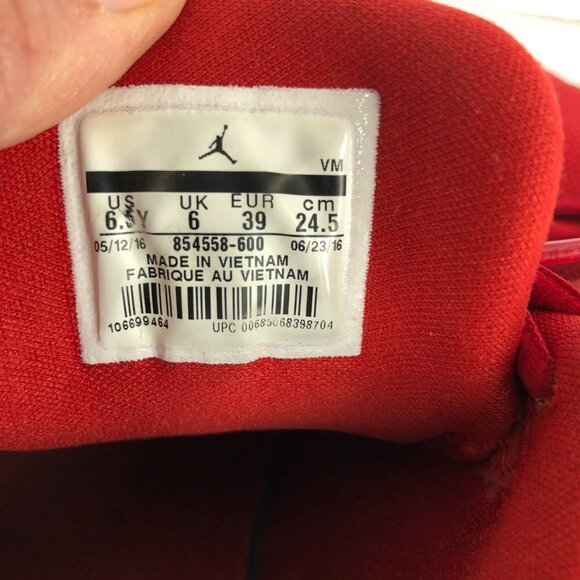 VM
US UK EUR cm
6.5Y 6 39 24.5
05/12/16 854558-600 06/23/16
MADE IN VIETNAM
FABRIQUE AU VIETNAM
106699464 UPC 00685068398704